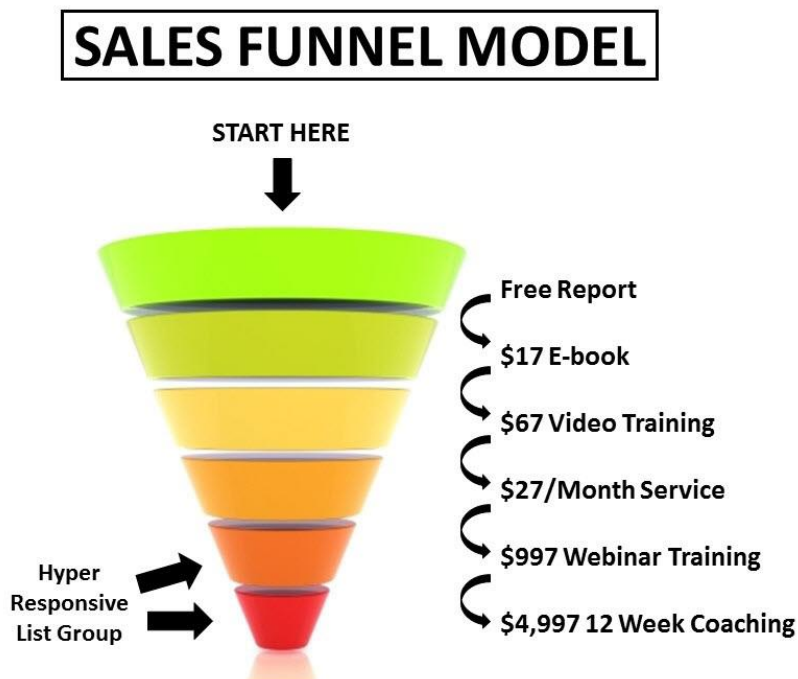 SALES FUNNEL MODEL
START HERE
Free Report
$17 E-book
$67 Video Training
$27/Month Service
$997 Webinar Training
$4,997 12 Week Coaching
Hyper
Responsive
List Group